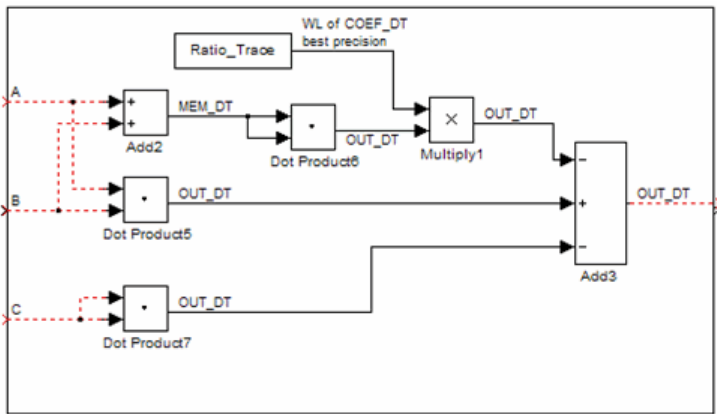 WL of COEF_DT
best precision
Ratio_Trace
A
MEM_DT
OUT_DT
+
+
×
Add2
Dot Product6
OUT_DT
Multiply1
−
OUT_DT
B
OUT_DT
+
Dot Product5
−
Add3
C
OUT_DT
Dot Product7